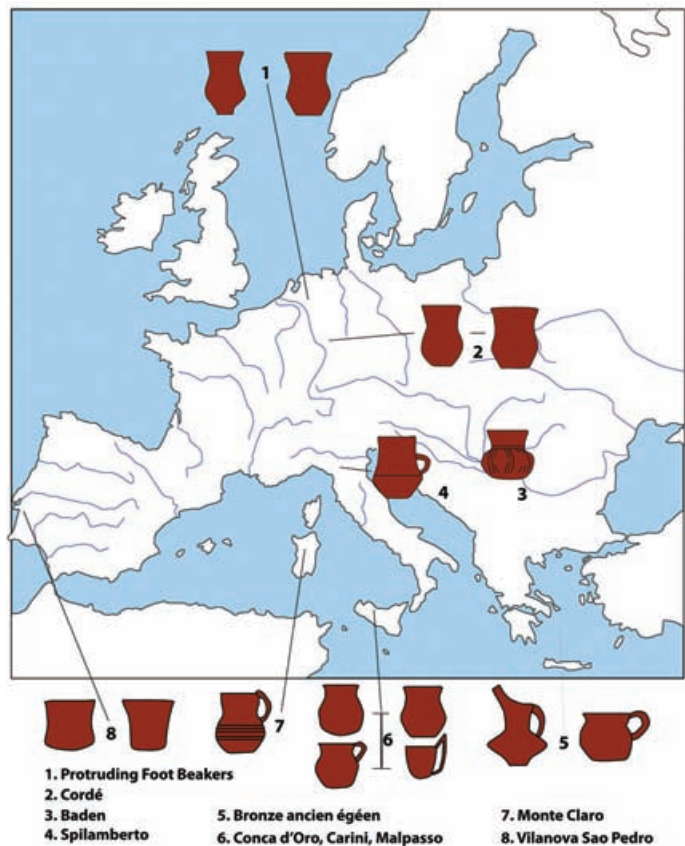 1
2
3
4
8
7
6
5
1. Protruding Foot Beakers
2. Cordé
3. Baden
4. Spilamberto
5. Bronze ancien égéen
6. Conca d'Oro, Carini, Malpasso
7. Monte Claro
8. Vilanova Sao Pedro